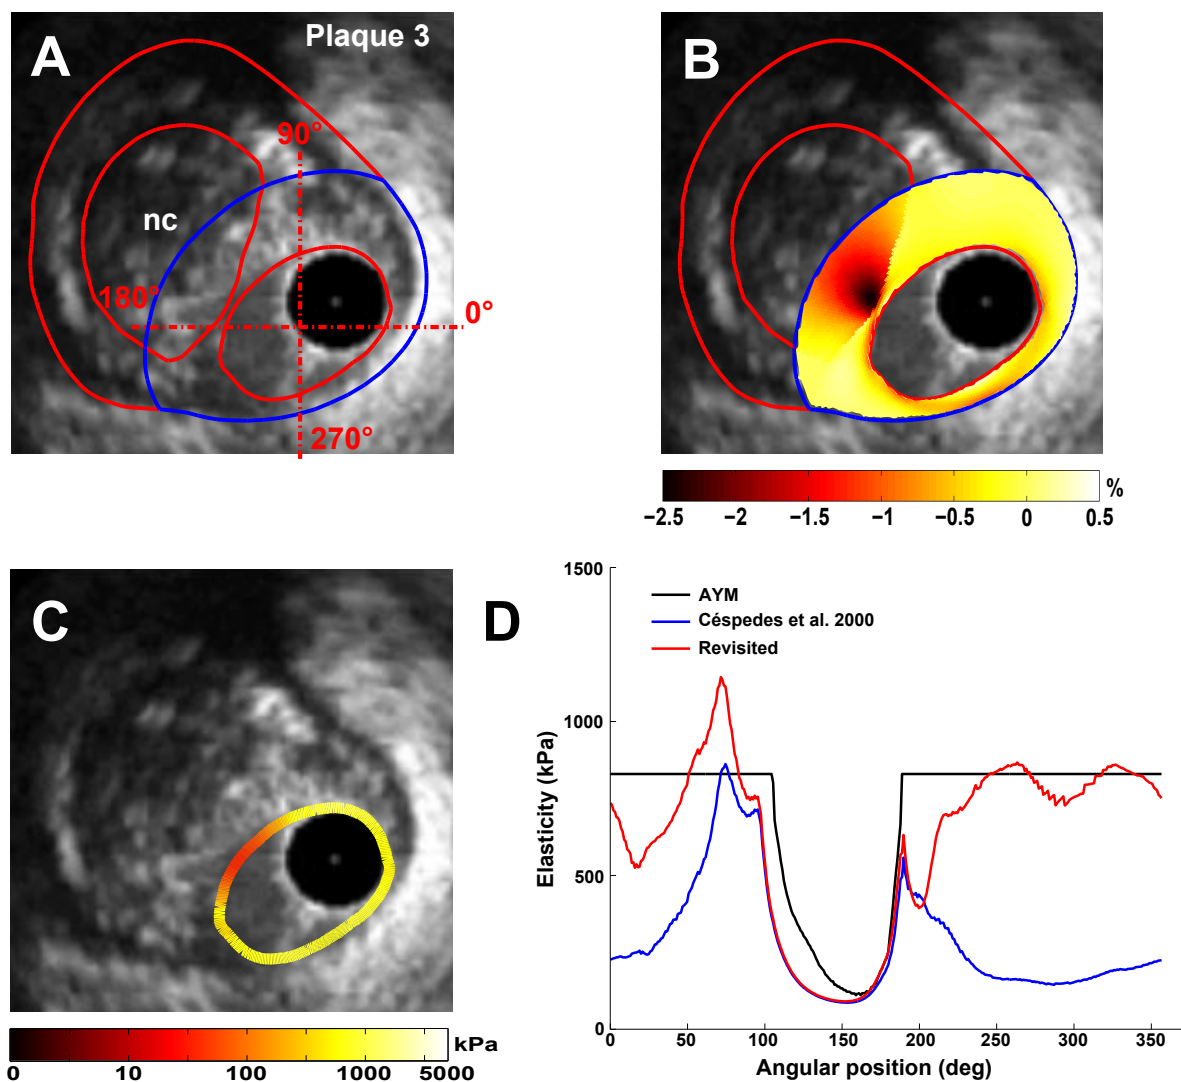 A
Plaque 3
90°
nc
180°
0°
270°
B
−2.5 −2 −1.5 −1 −0.5 0 0.5 %
C
0 10 100 1000 5000 kPa
D
1500
1000
500
0
AYM
Céspedes et al. 2000
Revisited
Elasticity (kPa)
0 50 100 150 200 250 300 350
Angular position (deg)